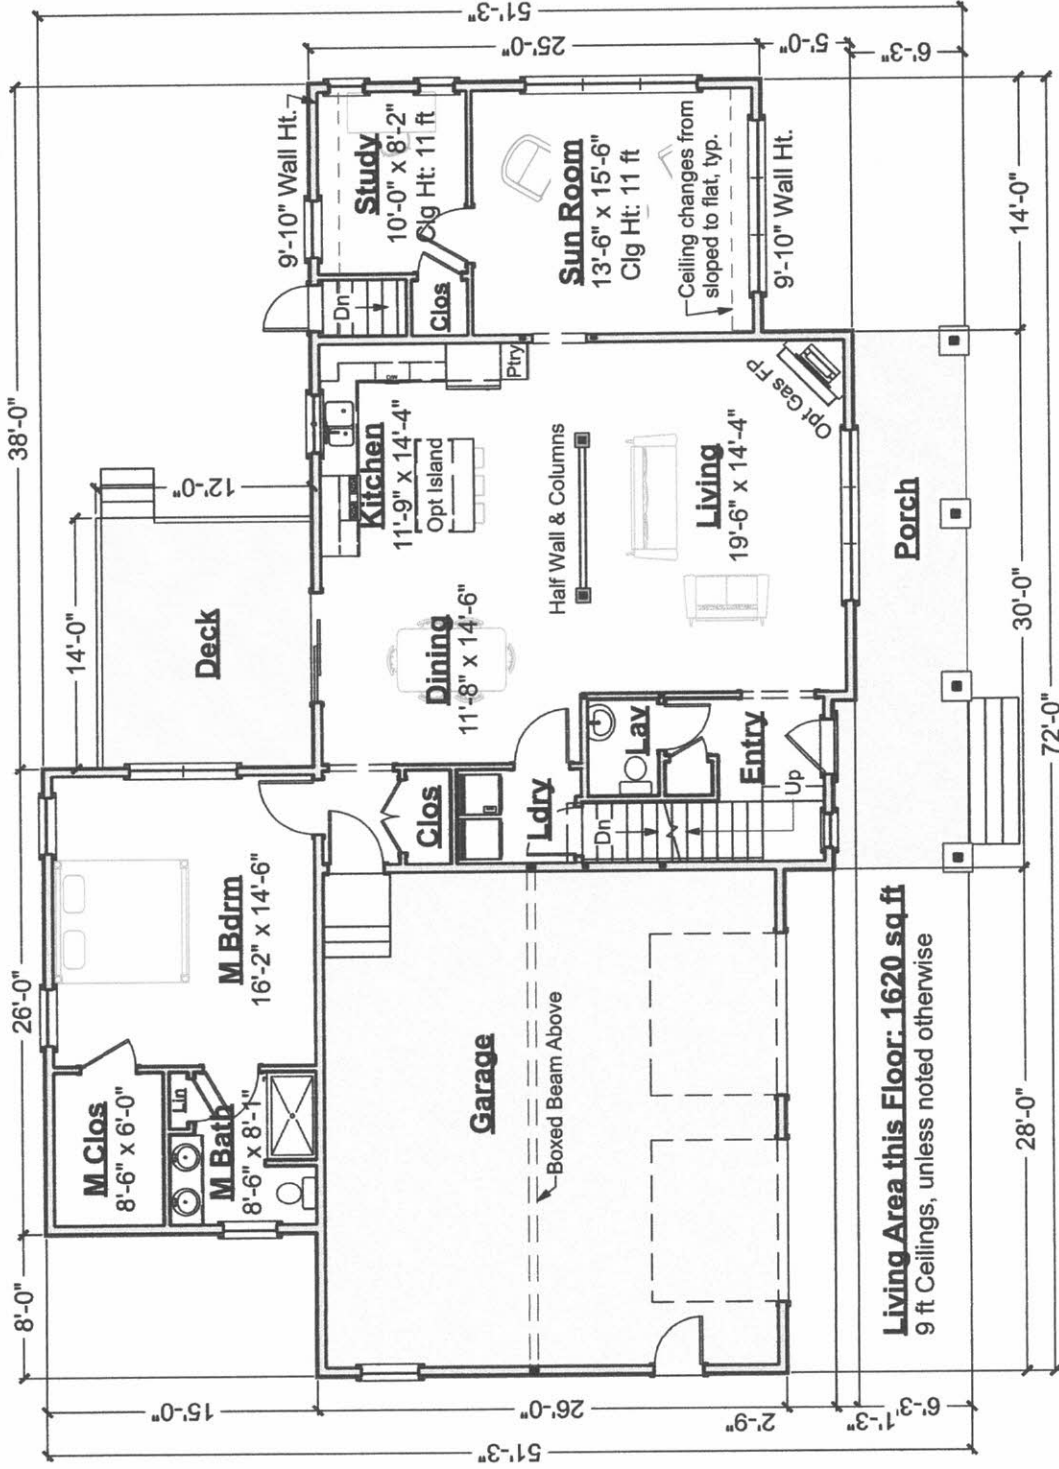 8'-0"
26'-0"
38'-0"
14'-0"
12'-0"
Deck
M Clos
8'-6" x 6'-0"
Lin
M Bath
8'-6" x 8'-1"
M Bdrm
16'-2" x 14'-6"
Clos
Ldry
Dn
Lav
Entry
Up
Dining
11'-8" x 14'-6"
Kitchen
11'-9" x 14'-4"
Opt Island
Ptry
Half Wall & Columns
Living
19'-6" x 14'-4"
Opt Gas FP
Dn
Clos
9'-10" Wall Ht.
Study
10'-0" x 8'-2"
Clg Ht: 11 ft
Sun Room
13'-6" x 15'-6"
Clg Ht: 11 ft
Ceiling changes from
sloped to flat, typ.
9'-10" Wall Ht.
Garage
Boxed Beam Above
Porch
Living Area this Floor: 1620 sq ft
9 ft Ceilings, unless noted otherwise
15'-0"
26'-0"
2'-9"
1'-3"
6'-3"
51'-3"
51'-3"
25'-0"
5'-0"
6'-3"
28'-0"
30'-0"
14'-0"
72'-0"